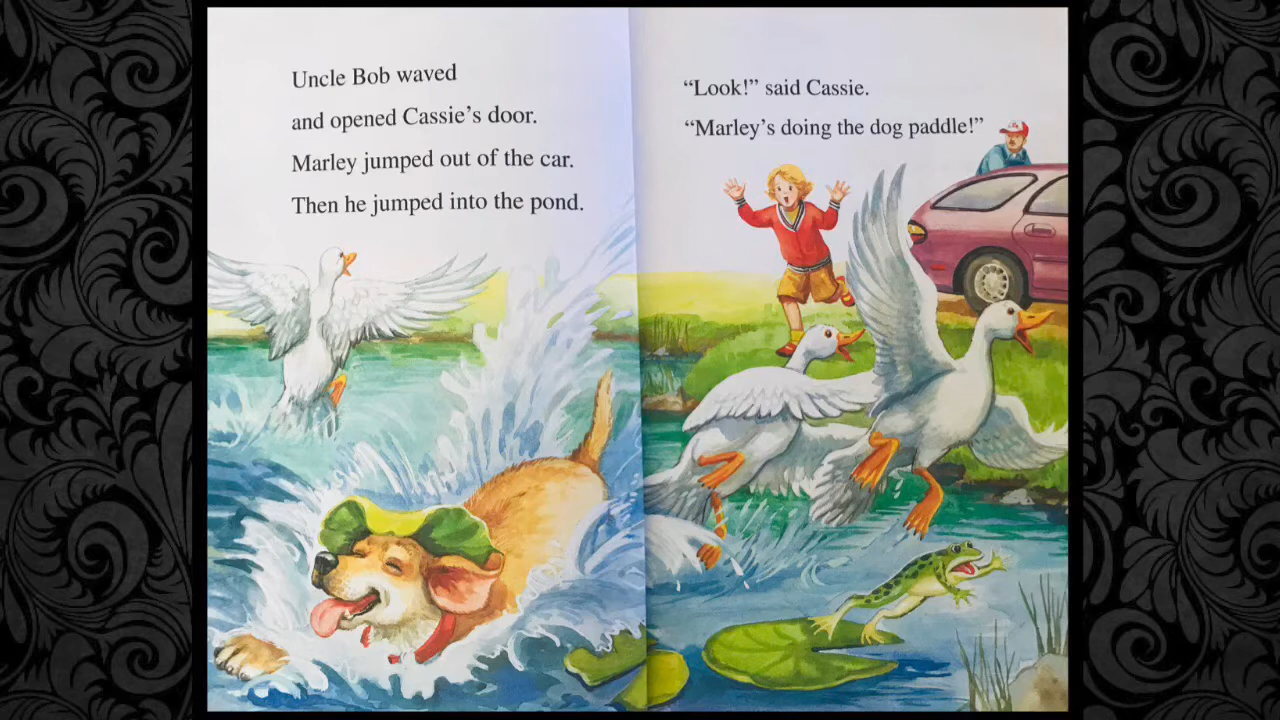 Uncle Bob waved
and opened Cassie's door.
Marley jumped out of the car.
Then he jumped into the pond.
“Look!” said Cassie.
“Marley's doing the dog paddle!”